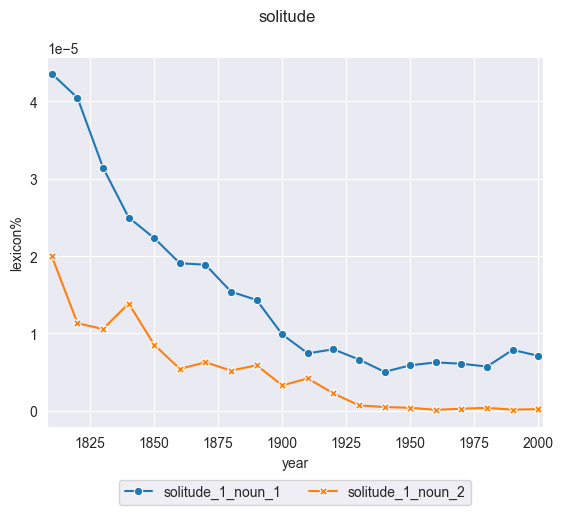 solitude
1e−5
4
3
2
1
0
lexicon%
1825 1850 1875 1900 1925 1950 1975 2000
year
solitude_1_noun_1 solitude_1_noun_2